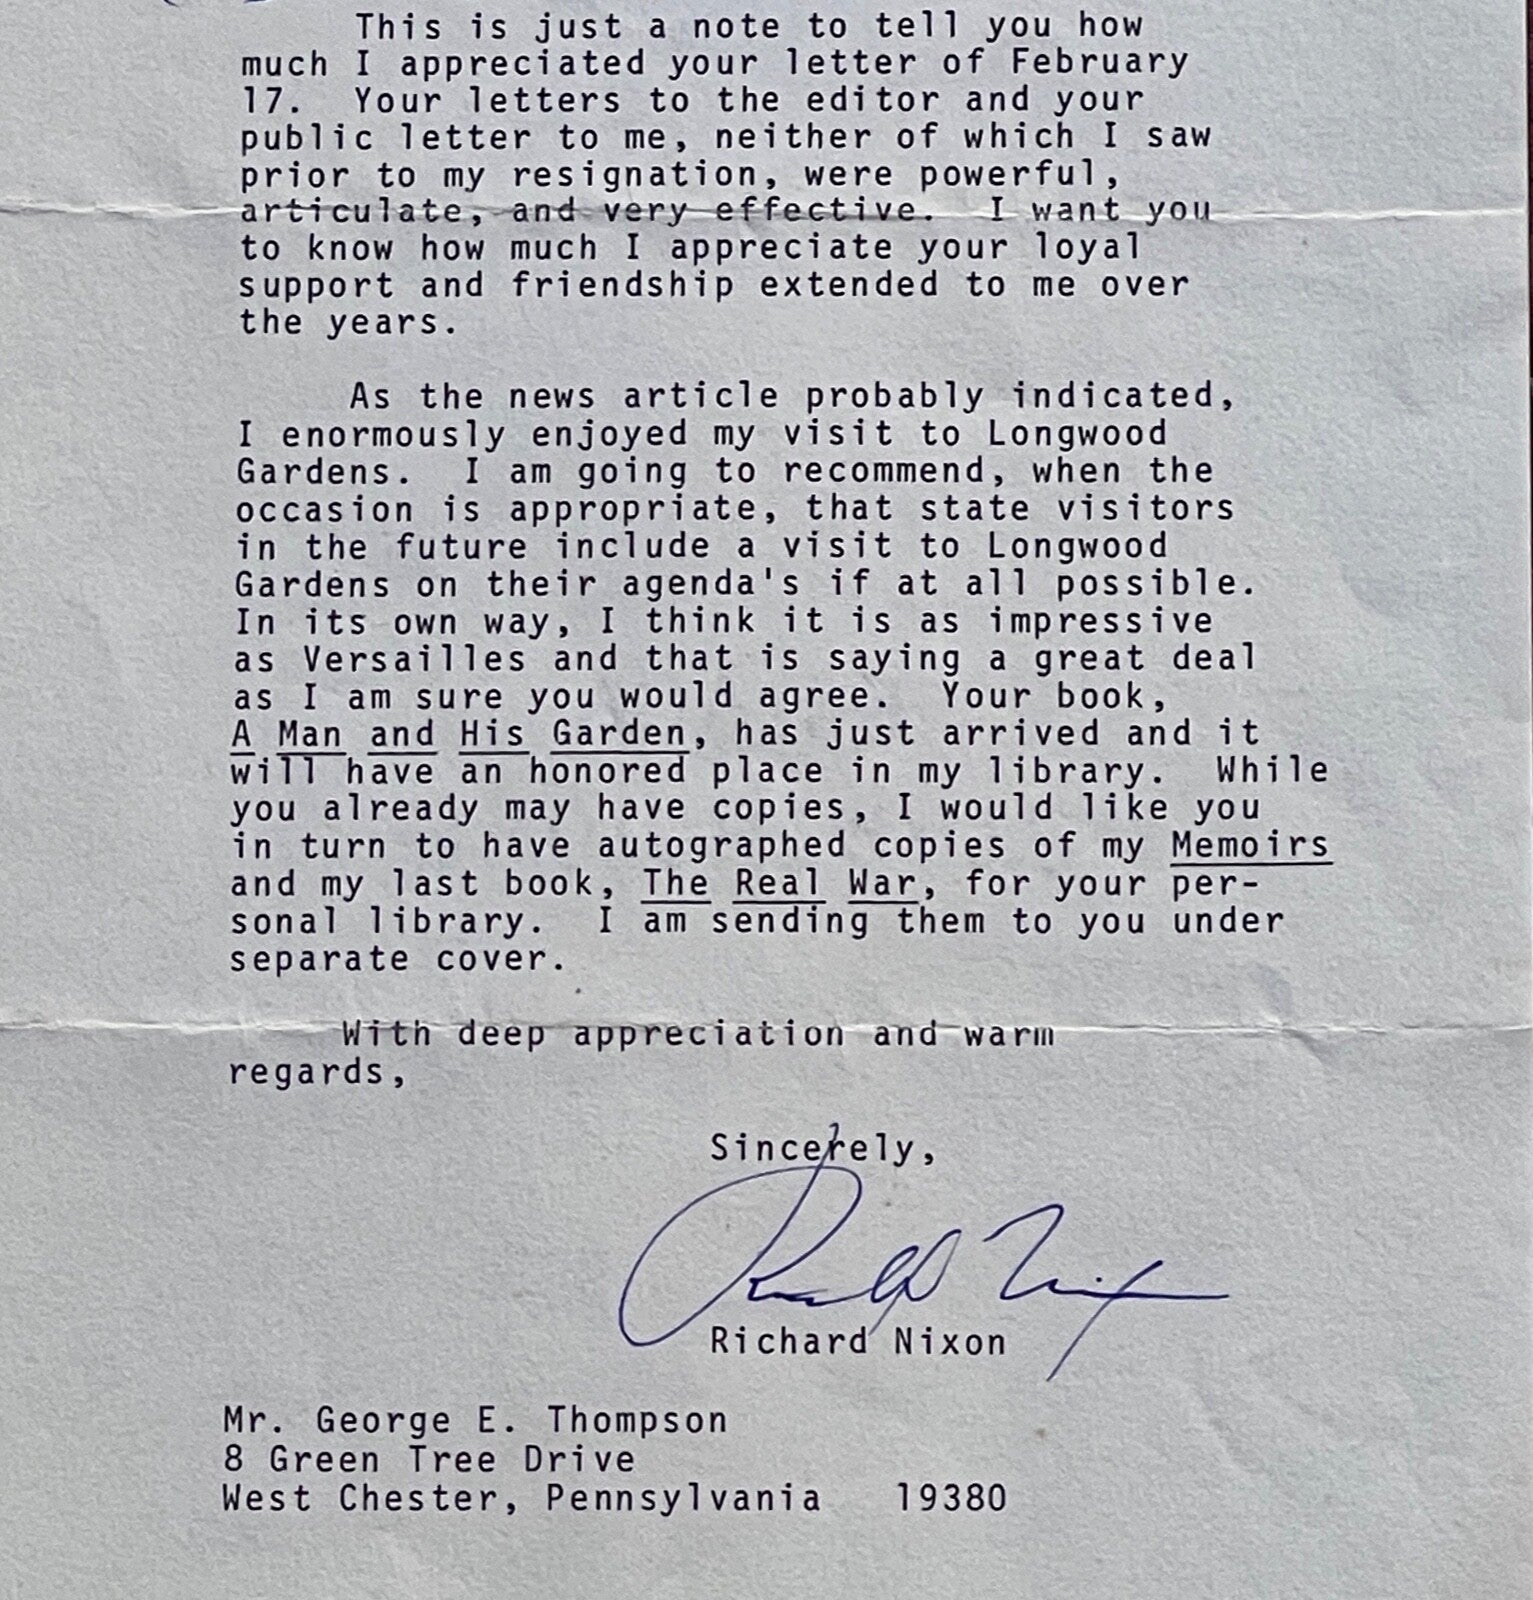 This is just a note to tell you how
much I appreciated your letter of February
17. Your letters to the editor and your
public letter to me, neither of which I saw
prior to my resignation, were powerful,
articulate, and very effective. I want you
to know how much I appreciate your loyal
support and friendship extended to me over
the years.
As the news article probably indicated,
I enormously enjoyed my visit to Longwood
Gardens. I am going to recommend, when the
occasion is appropriate, that state visitors
in the future include a visit to Longwood
Gardens on their agenda's if at all possible.
In its own way, I think it is as impressive
as Versailles and that is saying a great deal
as I am sure you would agree. Your book,
A Man and His Garden, has just arrived and it
will have an honored place in my library. While
you already may have copies, I would like you
in turn to have autographed copies of my Memoirs
and my last book, The Real War, for your per-
sonal library. I am sending them to you under
separate cover.
With deep appreciation and warm
regards,
Sincerely,
Richard Nixon
Richard Nixon
Mr. George E. Thompson
8 Green Tree Drive
West Chester, Pennsylvania 19380